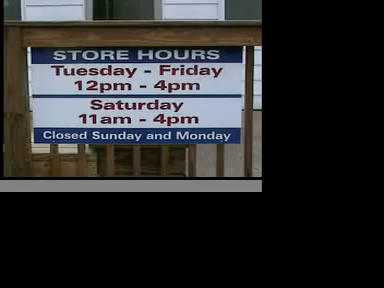 STORE HOURS
Tuesday - Friday
12pm - 4pm
Saturday
11am - 4pm
Closed Sunday and Monday